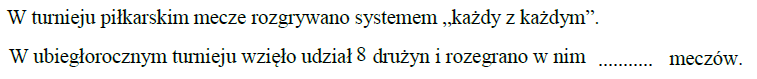 W turnieju piłkarskim mecze rozgrywano systemem „każdy z każdym”.
W ubiegłorocznym turnieju wzięło udział 8 drużyn i rozegrano w nim ........... meczów.